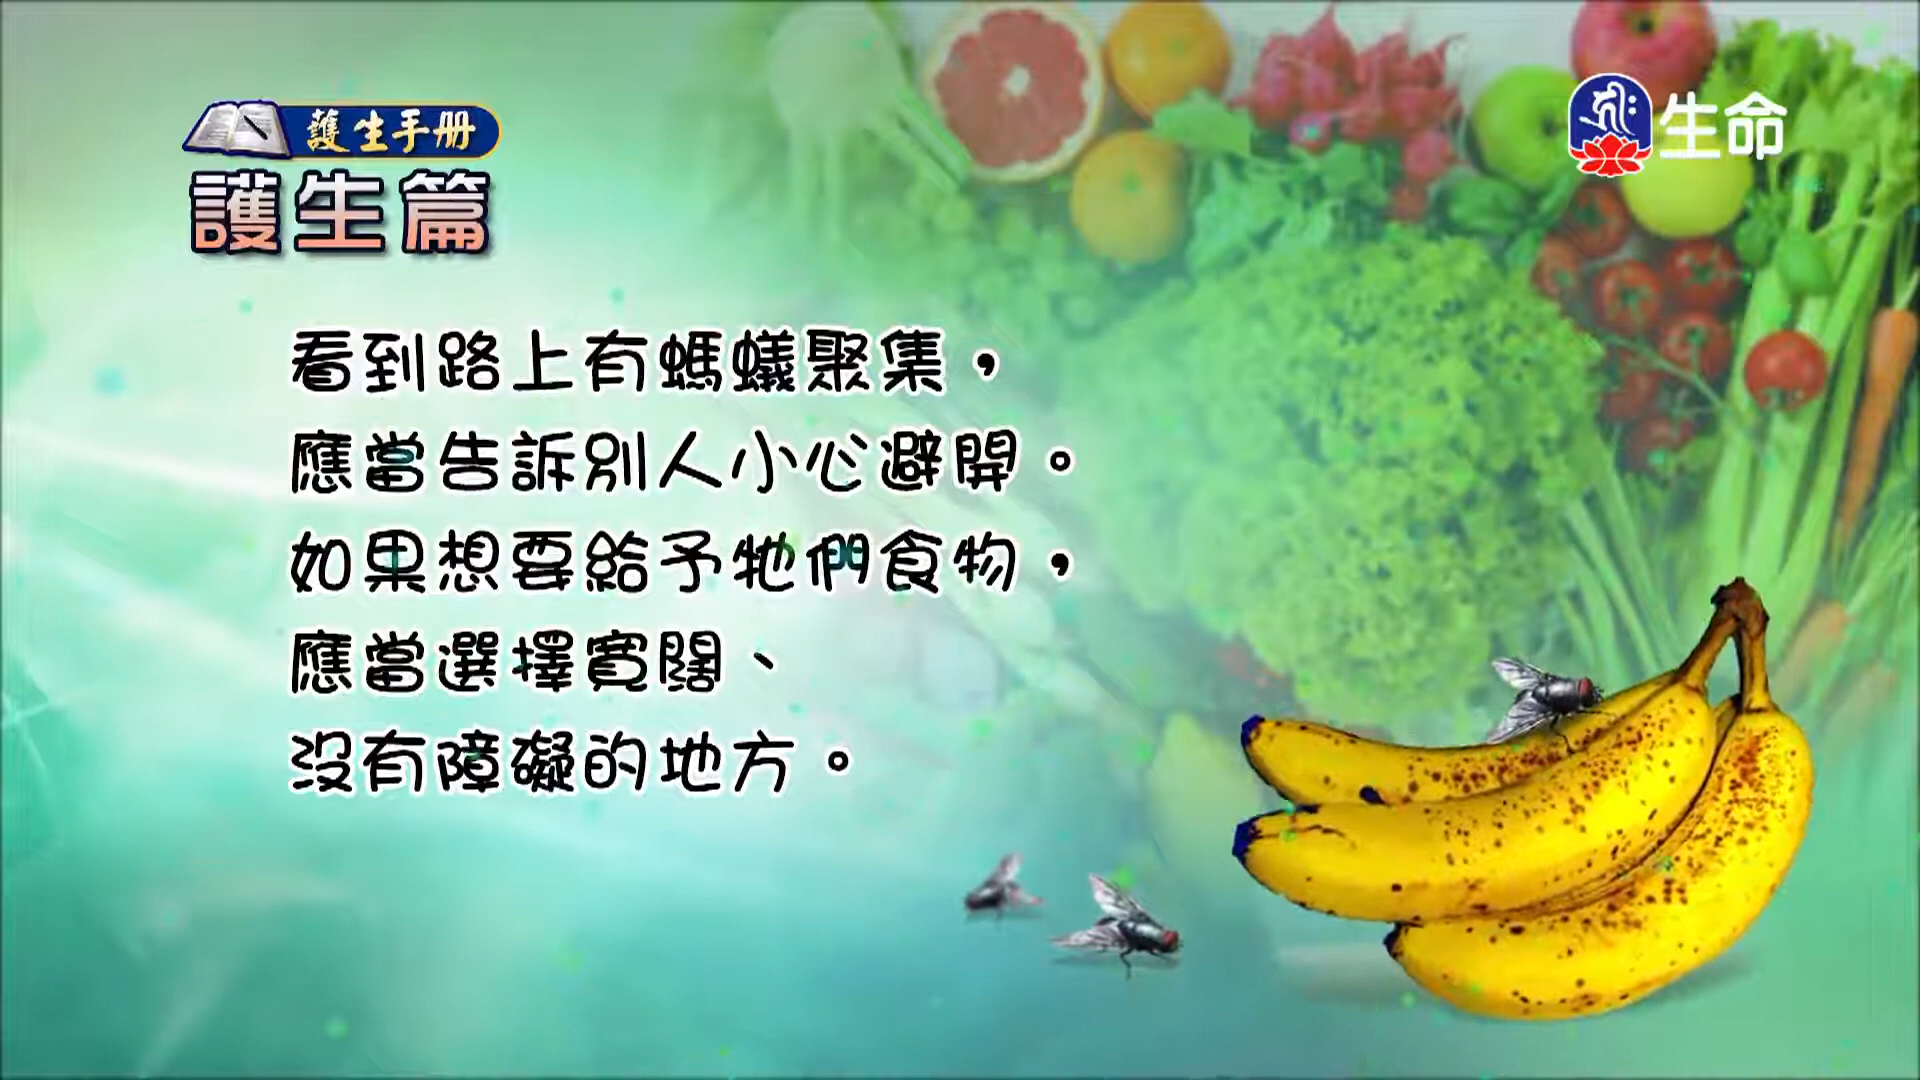 護生手册
護生篇
生命
看到路上有螞蟻聚集，
應當告訴別人小心避開。
如果想要給予牠們食物，
應當選擇寬闊、
沒有障礙的地方。